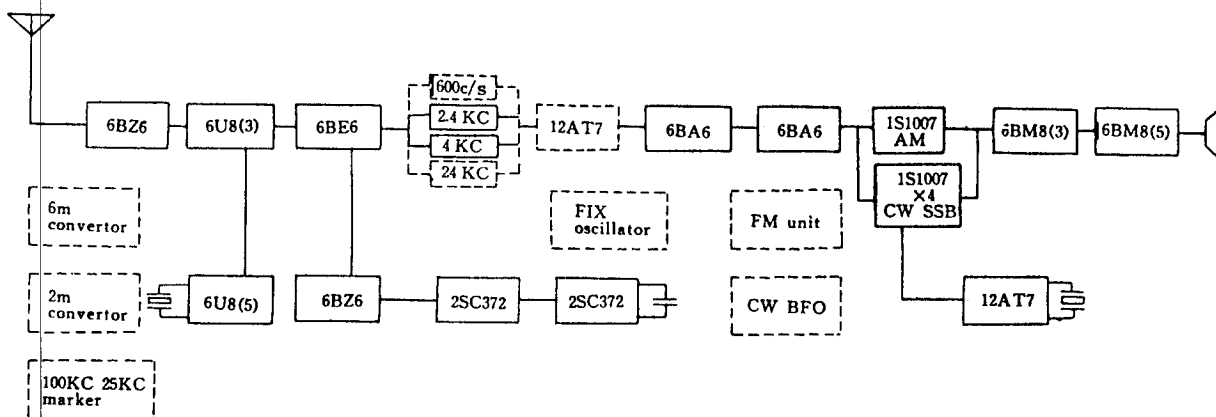 600c/s
2.4 KC
4 KC
24 KC
6BZ6
6U8(3)
6BE6
12AT7
6BA6
6BA6
1S1007
AM
6BM8(3)
6BM8(5)
1S1007
×4
CW SSB
6m
convertor
FIX
oscillator
FM unit
2m
convertor
6U8(5)
6BZ6
2SC372
2SC372
CW BFO
12AT7
100KC 25KC
marker